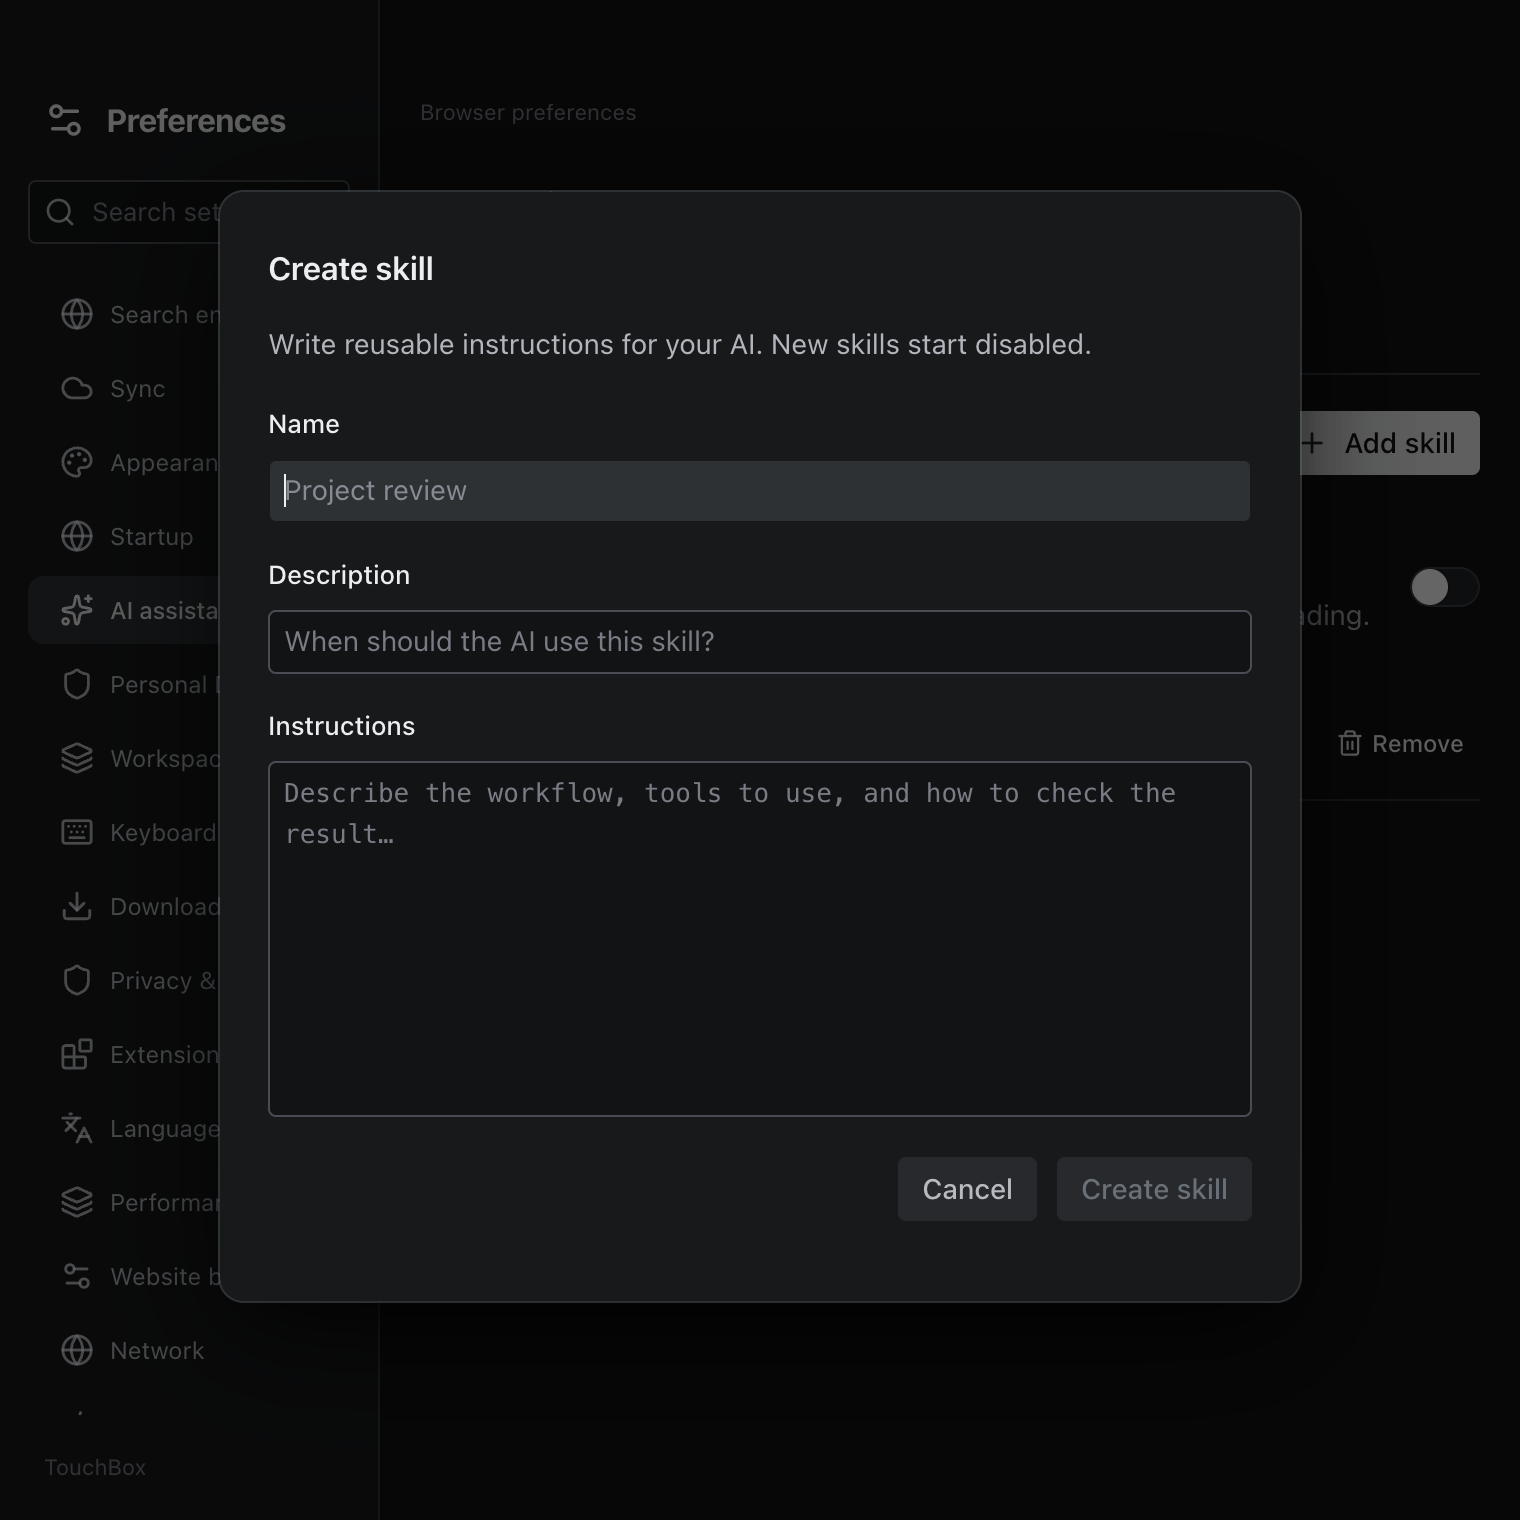 Preferences
Browser preferences
Search set
Search en
Sync
Appearan
Startup
AI assista
Personal
Workspac
Keyboard
Download
Privacy &
Extension
Language
Performar
Website b
Network
TouchBox
Create skill
Write reusable instructions for your AI. New skills start disabled.
Name
Project review
Description
When should the AI use this skill?
Instructions
Describe the workflow, tools to use, and how to check the
result…
Cancel
Create skill
Add skill
ading.
Remove